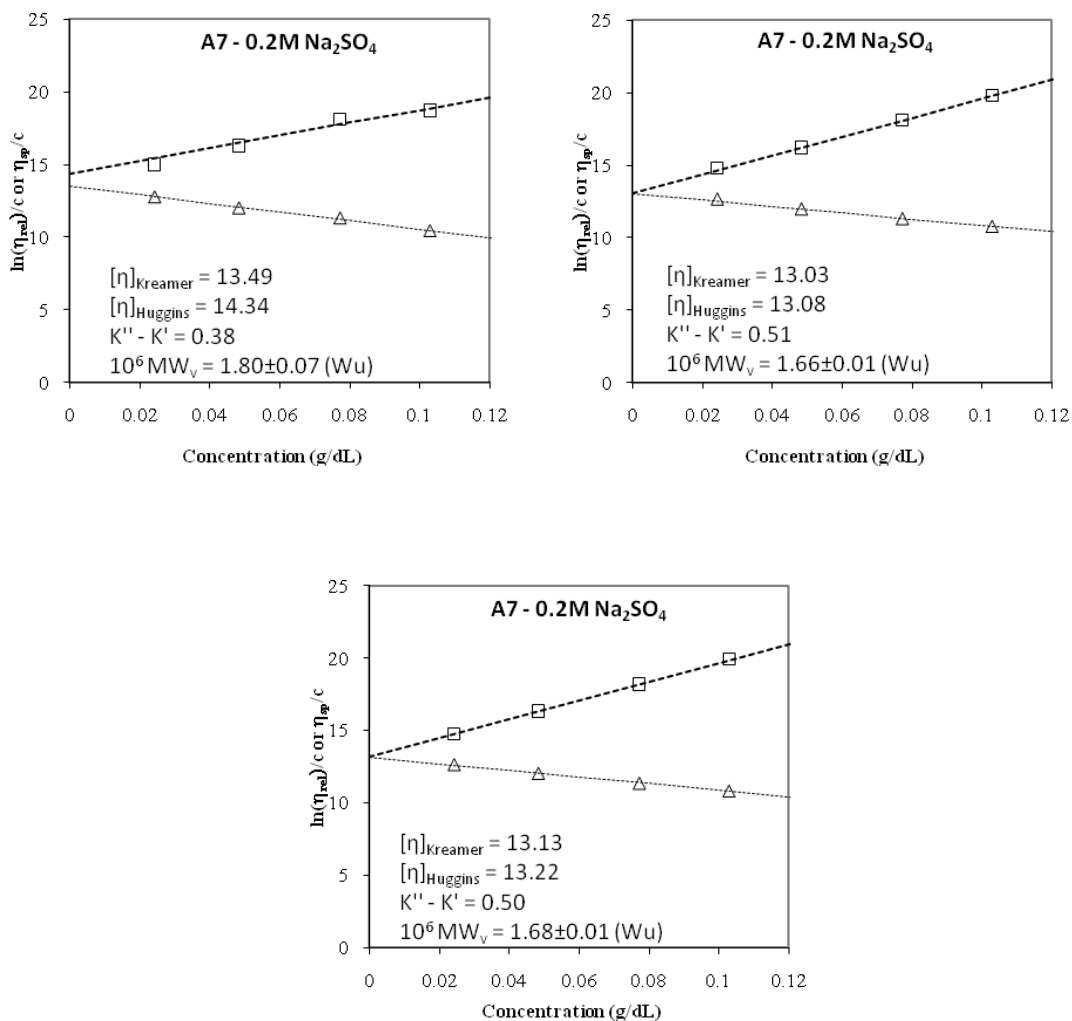 A7 - 0.2M Na₂SO₄
25
20
15
10
5
0
ln(η_rel)/c or η_sp/c
[η]Kreamer = 13.49
[η]Huggins = 14.34
K'' - K' = 0.38
10⁶ MWᵥ = 1.80±0.07 (Wu)
0 0.02 0.04 0.06 0.08 0.1 0.12
Concentration (g/dL)
A7 - 0.2M Na₂SO₄
25
20
15
10
5
0
ln(η_rel)/c or η_sp/c
[η]Kreamer = 13.03
[η]Huggins = 13.08
K'' - K' = 0.51
10⁶ MWᵥ = 1.66±0.01 (Wu)
0 0.02 0.04 0.06 0.08 0.1 0.12
Concentration (g/dL)
A7 - 0.2M Na₂SO₄
25
20
15
10
5
0
ln(η_rel)/c or η_sp/c
[η]Kreamer = 13.13
[η]Huggins = 13.22
K'' - K' = 0.50
10⁶ MWᵥ = 1.68±0.01 (Wu)
0 0.02 0.04 0.06 0.08 0.1 0.12
Concentration (g/dL)